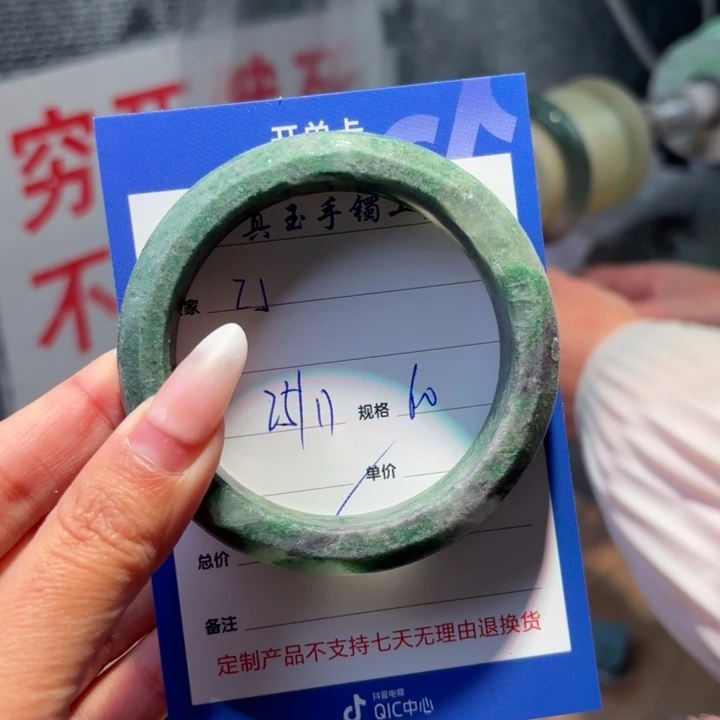 穷
不
开单卡
真玉手镯
家
25/11 规格 60
单价
总价
备注
定制产品不支持七天无理由退换货
抖音电商
QIC中心